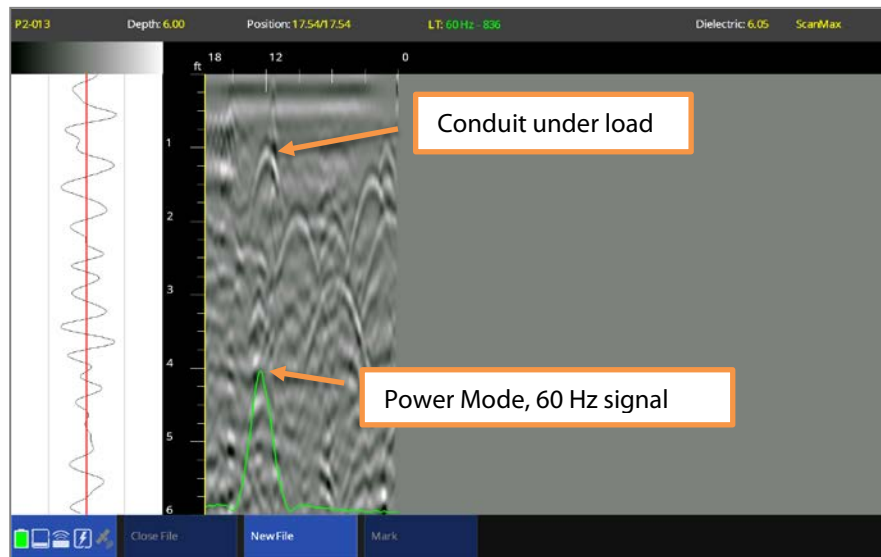 P2-013 Depth: 6.00 Position: 17.54/17.54 LT: 60 Hz - 836 Dielectric: 6.05 ScanMax
ft 18 12 0
Conduit under load
1
2
3
4
Power Mode, 60 Hz signal
5
6
Close File New File Mark